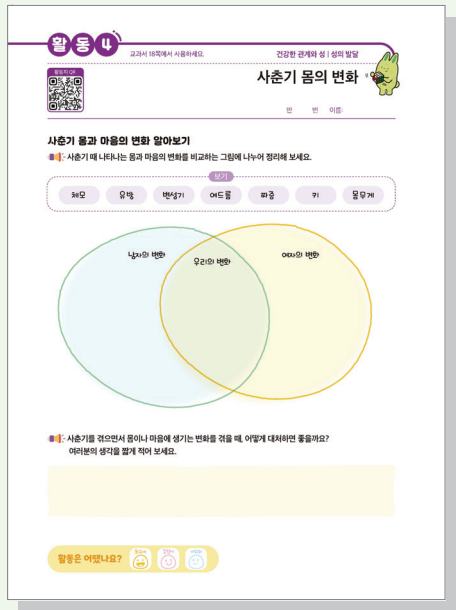 활동4
교과서 18쪽에서 사용하세요.
건강한 관계와 성 | 성의 발달
활동지 QR
사춘기 몸의 변화
반 번 이름:
사춘기 몸과 마음의 변화 알아보기
사춘기 때 나타나는 몸과 마음의 변화를 비교하는 그림에 나누어 정리해 보세요.
보기
체모 유방 변성기 여드름 짜증 키 몸무게
남자의 변화 우리의 변화 여자의 변화
사춘기를 겪으면서 몸이나 마음에 생기는 변화를 겪을 때, 어떻게 대처하면 좋을까요?
여러분의 생각을 짧게 적어 보세요.
활동은 어땠나요?